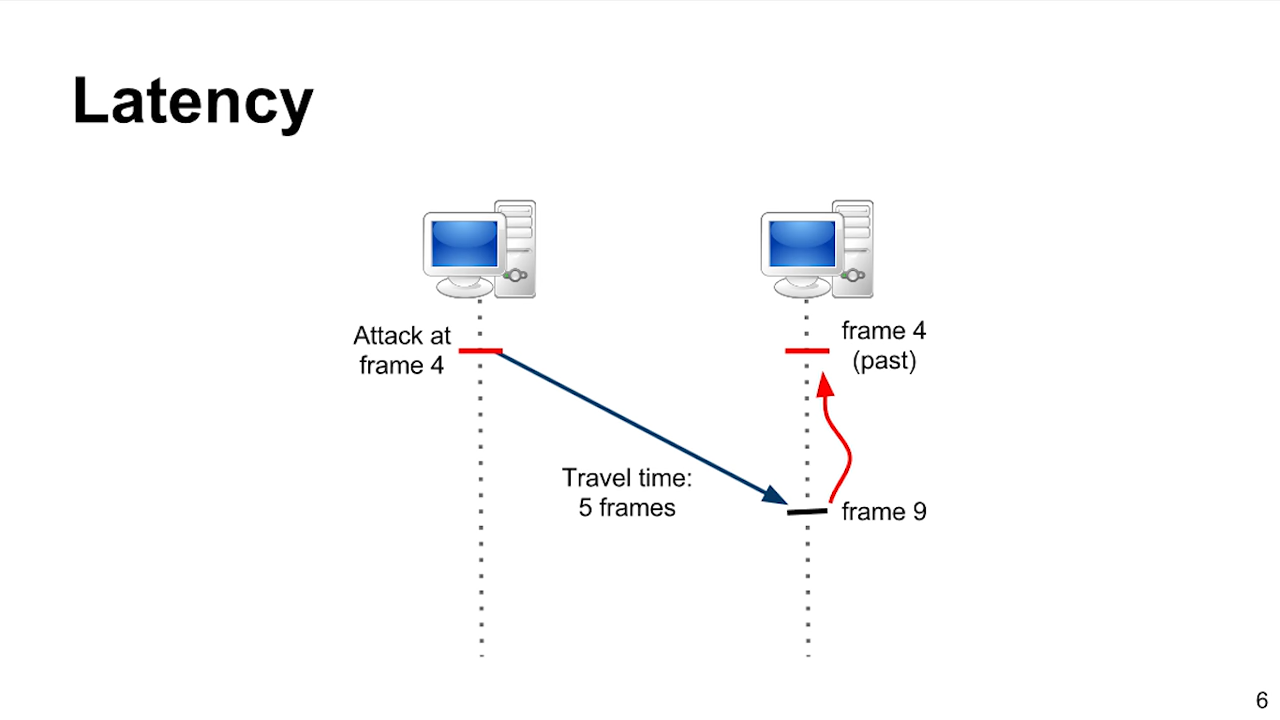 Latency
Attack at
frame 4
frame 4
(past)
Travel time:
5 frames
frame 9
6